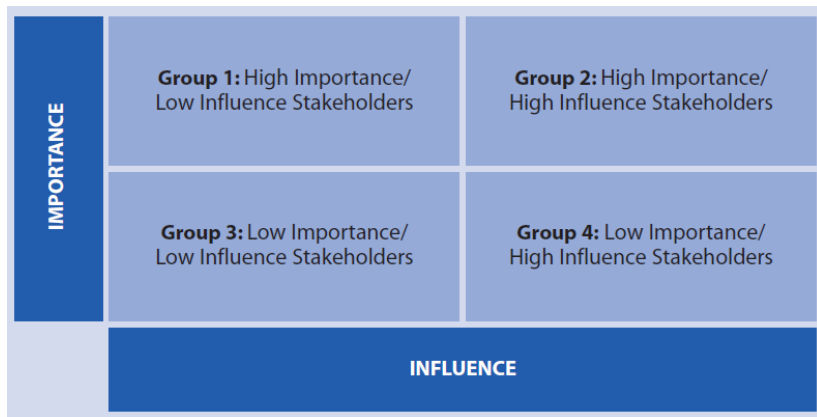 IMPORTANCE
Group 1: High Importance/
Low Influence Stakeholders
Group 2: High Importance/
High Influence Stakeholders
Group 3: Low Importance/
Low Influence Stakeholders
Group 4: Low Importance/
High Influence Stakeholders
INFLUENCE